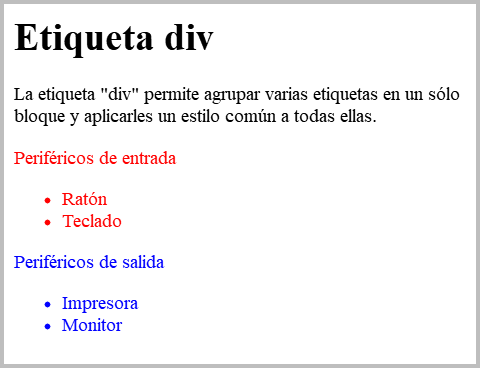 Etiqueta div
La etiqueta "div" permite agrupar varias etiquetas en un sólo
bloque y aplicarles un estilo común a todas ellas.
Periféricos de entrada
• Ratón
• Teclado
Periféricos de salida
• Impresora
• Monitor